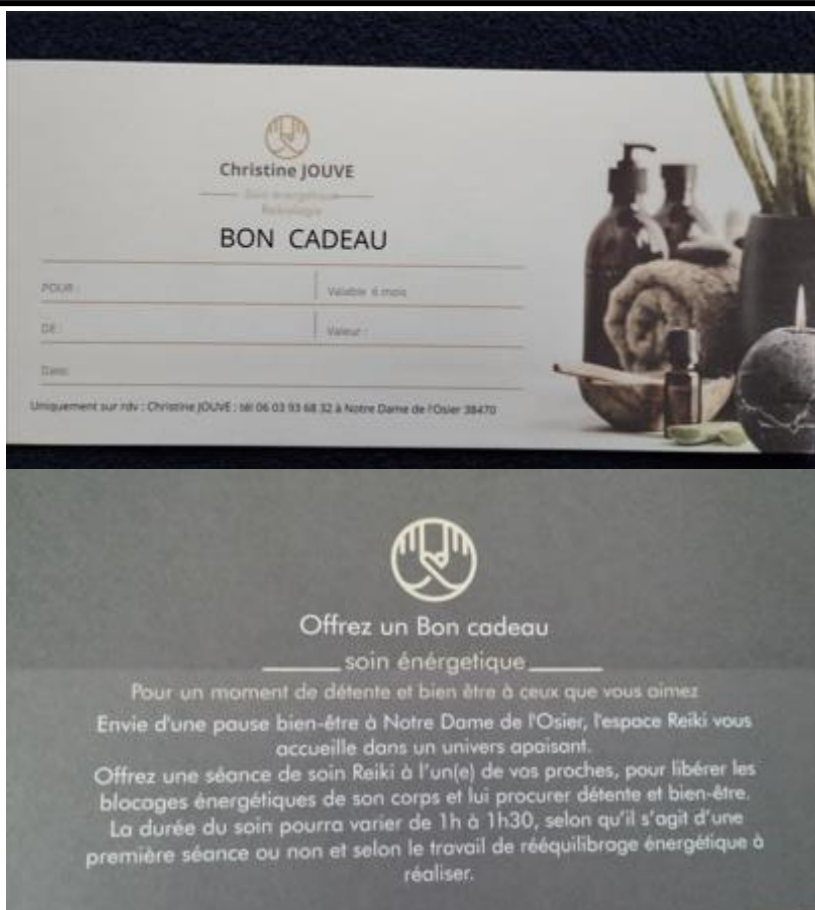 Christine JOUVE
Soin énergétique
BON CADEAU
POUR :
Valable 6 mois
DE :
Valeur :
Date:
Uniquement sur rdv : Christine JOUVE : tél 06 03 93 68 32 à Notre Dame de l'Osier 38470
Offrez un Bon cadeau
soin énérgetique
Pour un moment de détente et bien être à ceux que vous aimez
Envie d'une pause bien-être à Notre Dame de l'Osier, l'espace Reiki vous
accueille dans un univers apaisant.
Offrez une séance de soin Reiki à l'un(e) de vos proches, pour libérer les
blocages énergétiques de son corps et lui procurer détente et bien-être.
La durée du soin pourra varier de 1h à 1h30, selon qu'il s'agit d'une
première séance ou non et selon le travail de rééquilibrage énergétique à
réaliser.